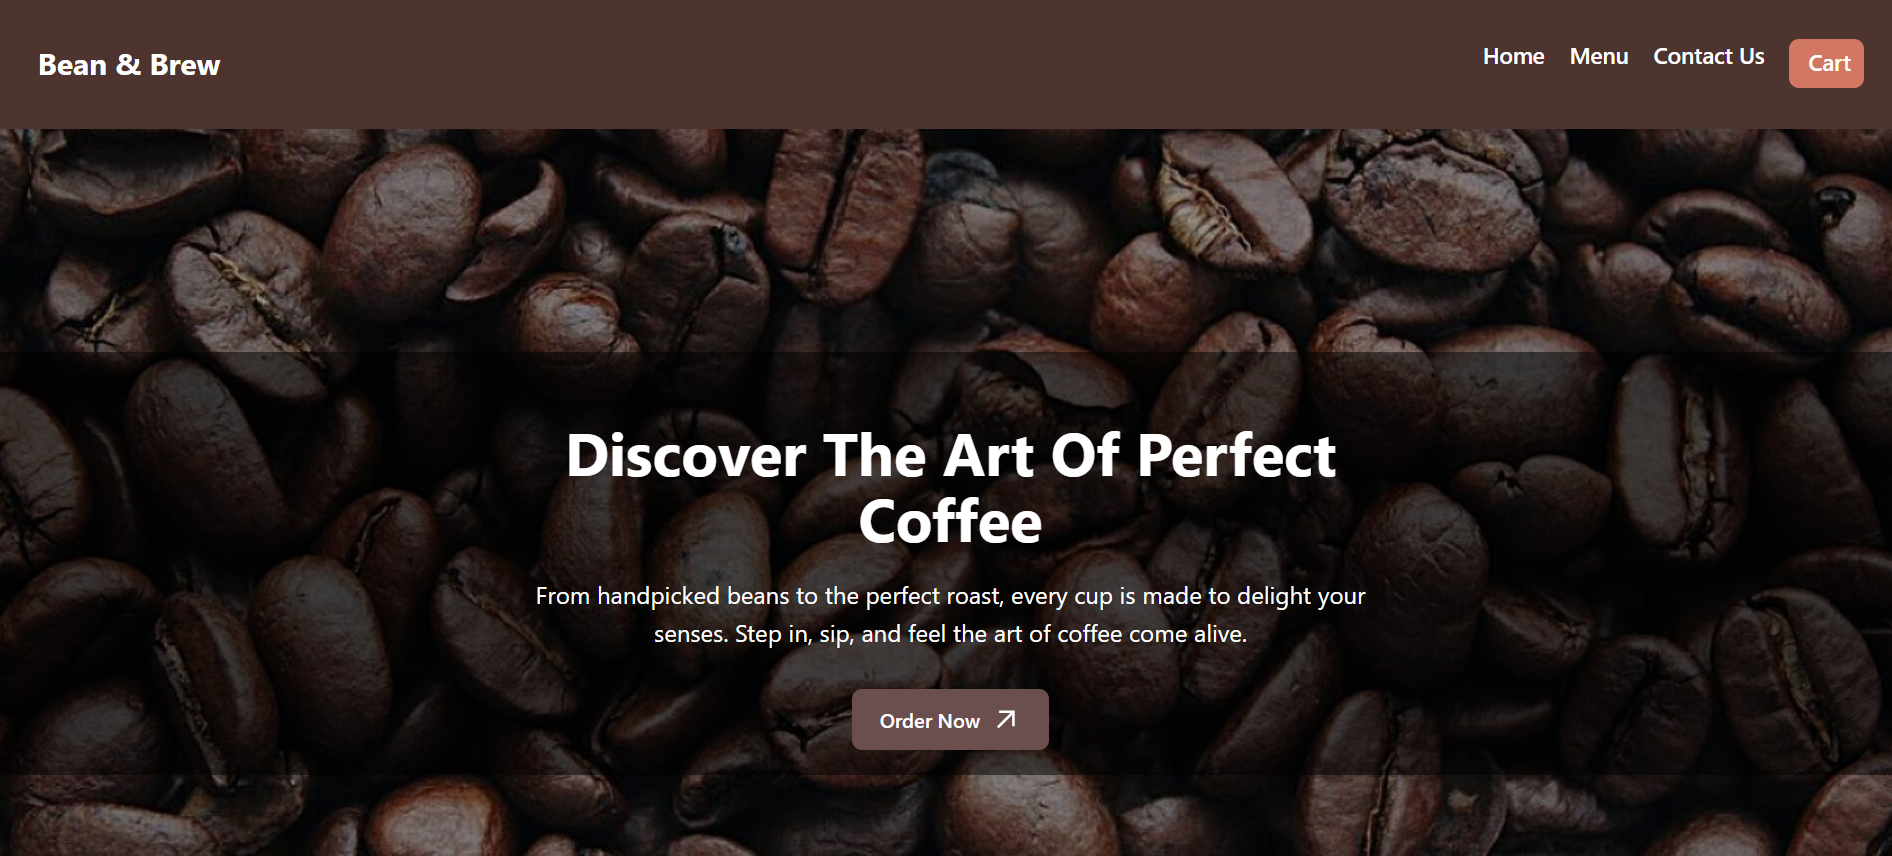 Bean & Brew
Home Menu Contact Us Cart
Discover The Art Of Perfect
Coffee
From handpicked beans to the perfect roast, every cup is made to delight your
senses. Step in, sip, and feel the art of coffee come alive.
Order Now